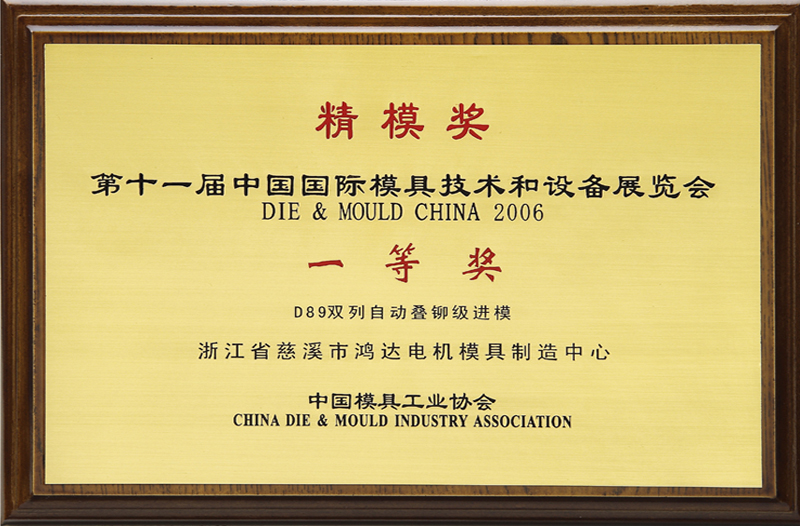 精模奖
第十一届中国国际模具技术和设备展览会
DIE & MOULD CHINA 2006
一等奖
D89双列自动叠铆级进模
浙江省慈溪市鸿达电机模具制造中心
中国模具工业协会
CHINA DIE & MOULD INDUSTRY ASSOCIATION